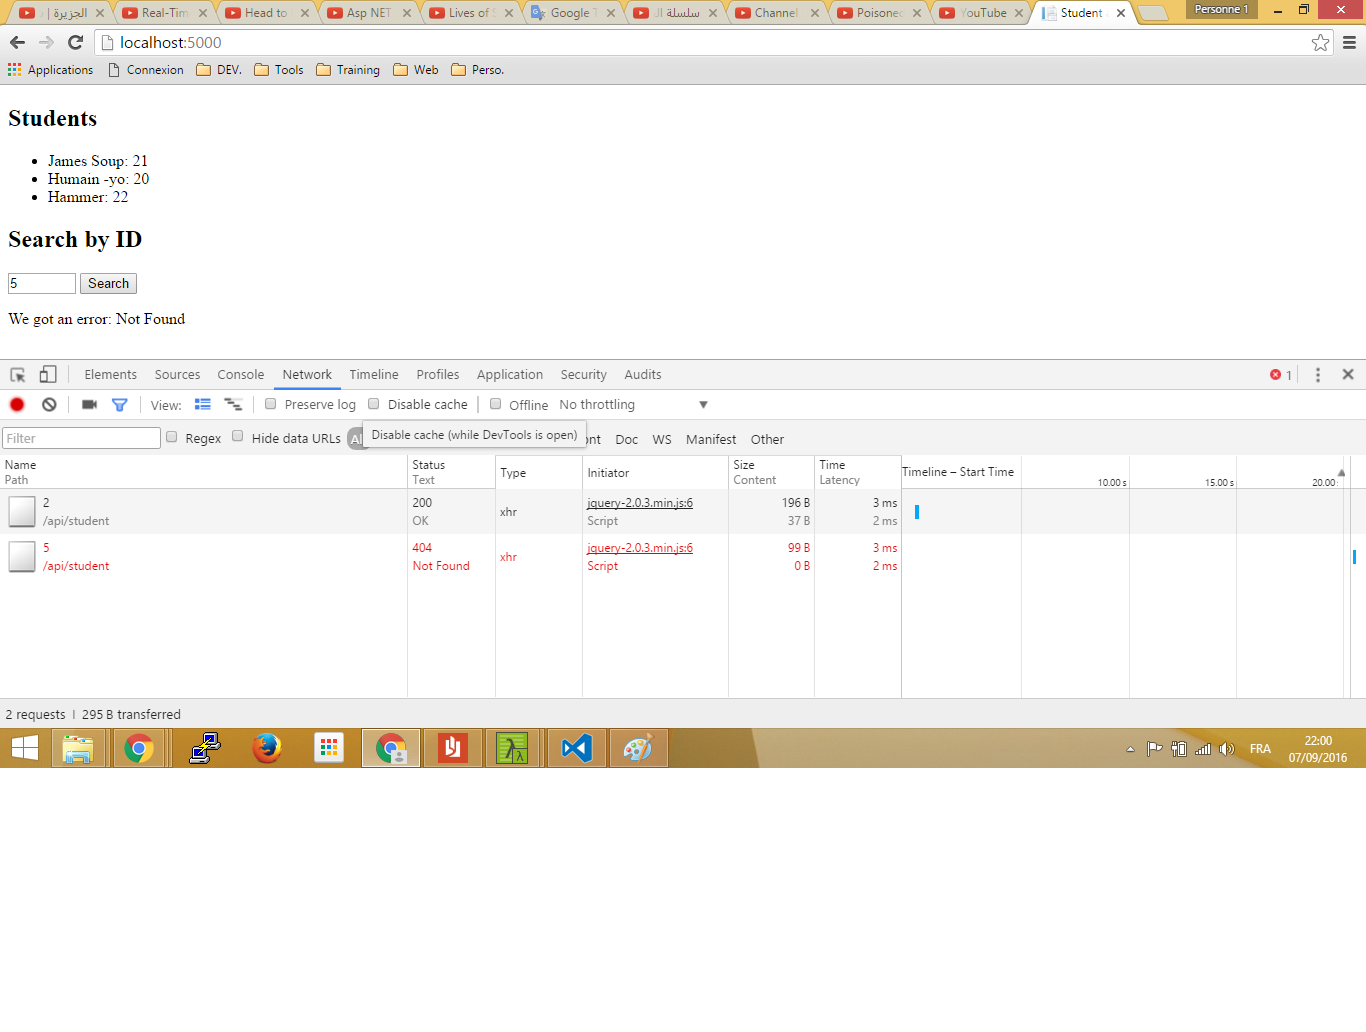 الجزيرة |
Real-Tim
Head to
Asp NET
Lives of S
Google T
سلسلة ال
Channel
Poisoned
YouTube
Student
Personne 1
localhost:5000
Applications
Connexion
DEV.
Tools
Training
Web
Perso.
Students
James Soup: 21
Humain -yo: 20
Hammer: 22
Search by ID
5 Search
We got an error: Not Found
Elements Sources Console Network Timeline Profiles Application Security Audits 1
View: Preserve log Disable cache Offline No throttling
Filter Regex Hide data URLs Al Disable cache (while DevTools is open) nt Doc WS Manifest Other
Name Status Type Initiator Size Time Timeline – Start Time
Path Text Content Latency 10.00 s 15.00 s 20.00
2 200 xhr jquery-2.0.3.min.js:6 196 B 3 ms
/api/student OK Script 37 B 2 ms
5 404 xhr jquery-2.0.3.min.js:6 99 B 3 ms
/api/student Not Found Script 0 B 2 ms
2 requests | 295 B transferred
FRA
22:00
07/09/2016